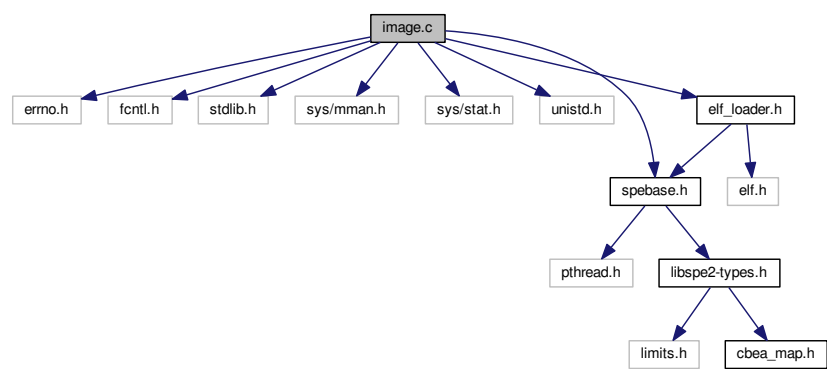 image.c
errno.h
fcntl.h
stdlib.h
sys/mman.h
sys/stat.h
unistd.h
elf_loader.h
spebase.h
elf.h
pthread.h
libspe2-types.h
limits.h
cbea_map.h